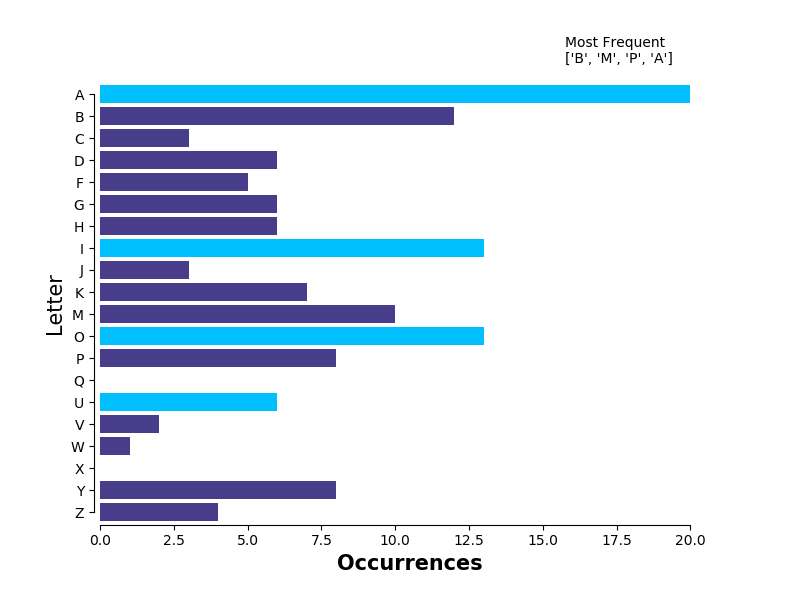 Most Frequent
['B', 'M', 'P', 'A']
A
B
C
D
F
G
H
I
J
K
M
O
P
Q
U
V
W
X
Y
Z
Letter
0.0 2.5 5.0 7.5 10.0 12.5 15.0 17.5 20.0
Occurrences